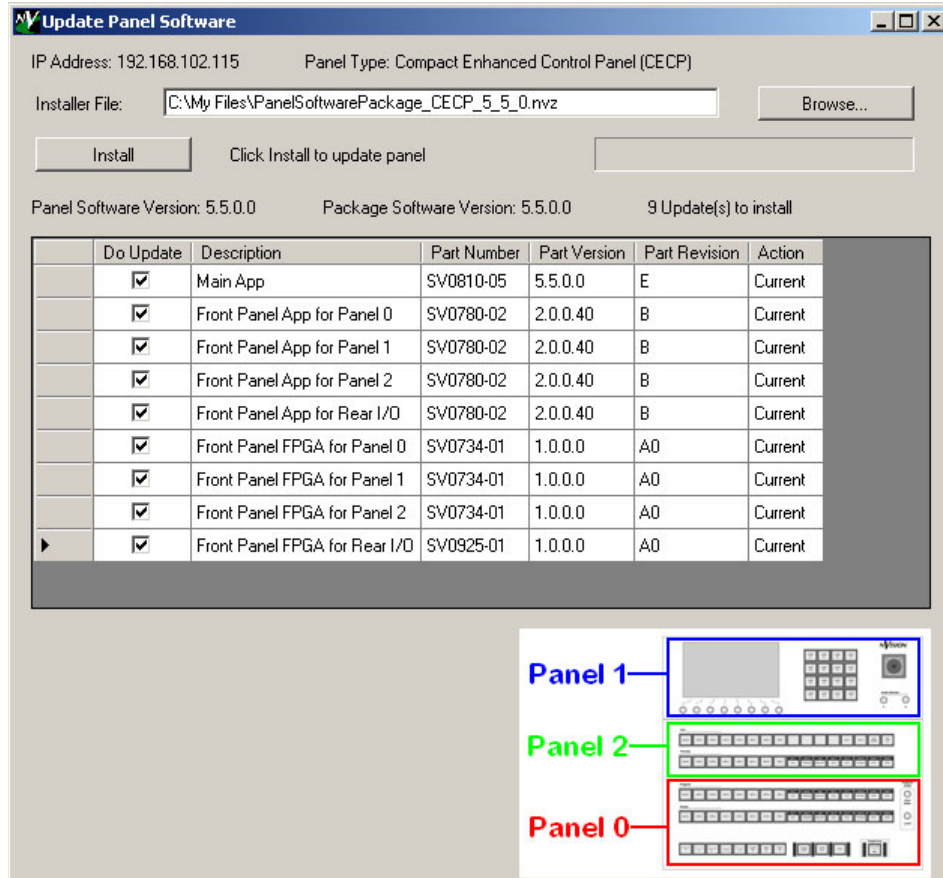 Update Panel Software
IP Address: 192.168.102.115 Panel Type: Compact Enhanced Control Panel (CECP)
Installer File: C:\My Files\PanelSoftwarePackage_CECP_5_5_0.nvz Browse...
Install Click Install to update panel
Panel Software Version: 5.5.0.0 Package Software Version: 5.5.0.0 9 Update(s) to install
Do Update Description Part Number Part Version Part Revision Action
Main App SV0810-05 5.5.0.0 E Current
Front Panel App for Panel 0 SV0780-02 2.0.0.40 B Current
Front Panel App for Panel 1 SV0780-02 2.0.0.40 B Current
Front Panel App for Panel 2 SV0780-02 2.0.0.40 B Current
Front Panel App for Rear I/O SV0780-02 2.0.0.40 B Current
Front Panel FPGA for Panel 0 SV0734-01 1.0.0.0 A0 Current
Front Panel FPGA for Panel 1 SV0734-01 1.0.0.0 A0 Current
Front Panel FPGA for Panel 2 SV0734-01 1.0.0.0 A0 Current
Front Panel FPGA for Rear I/O SV0925-01 1.0.0.0 A0 Current
NVISION
Panel 1
Panel 2
Panel 0